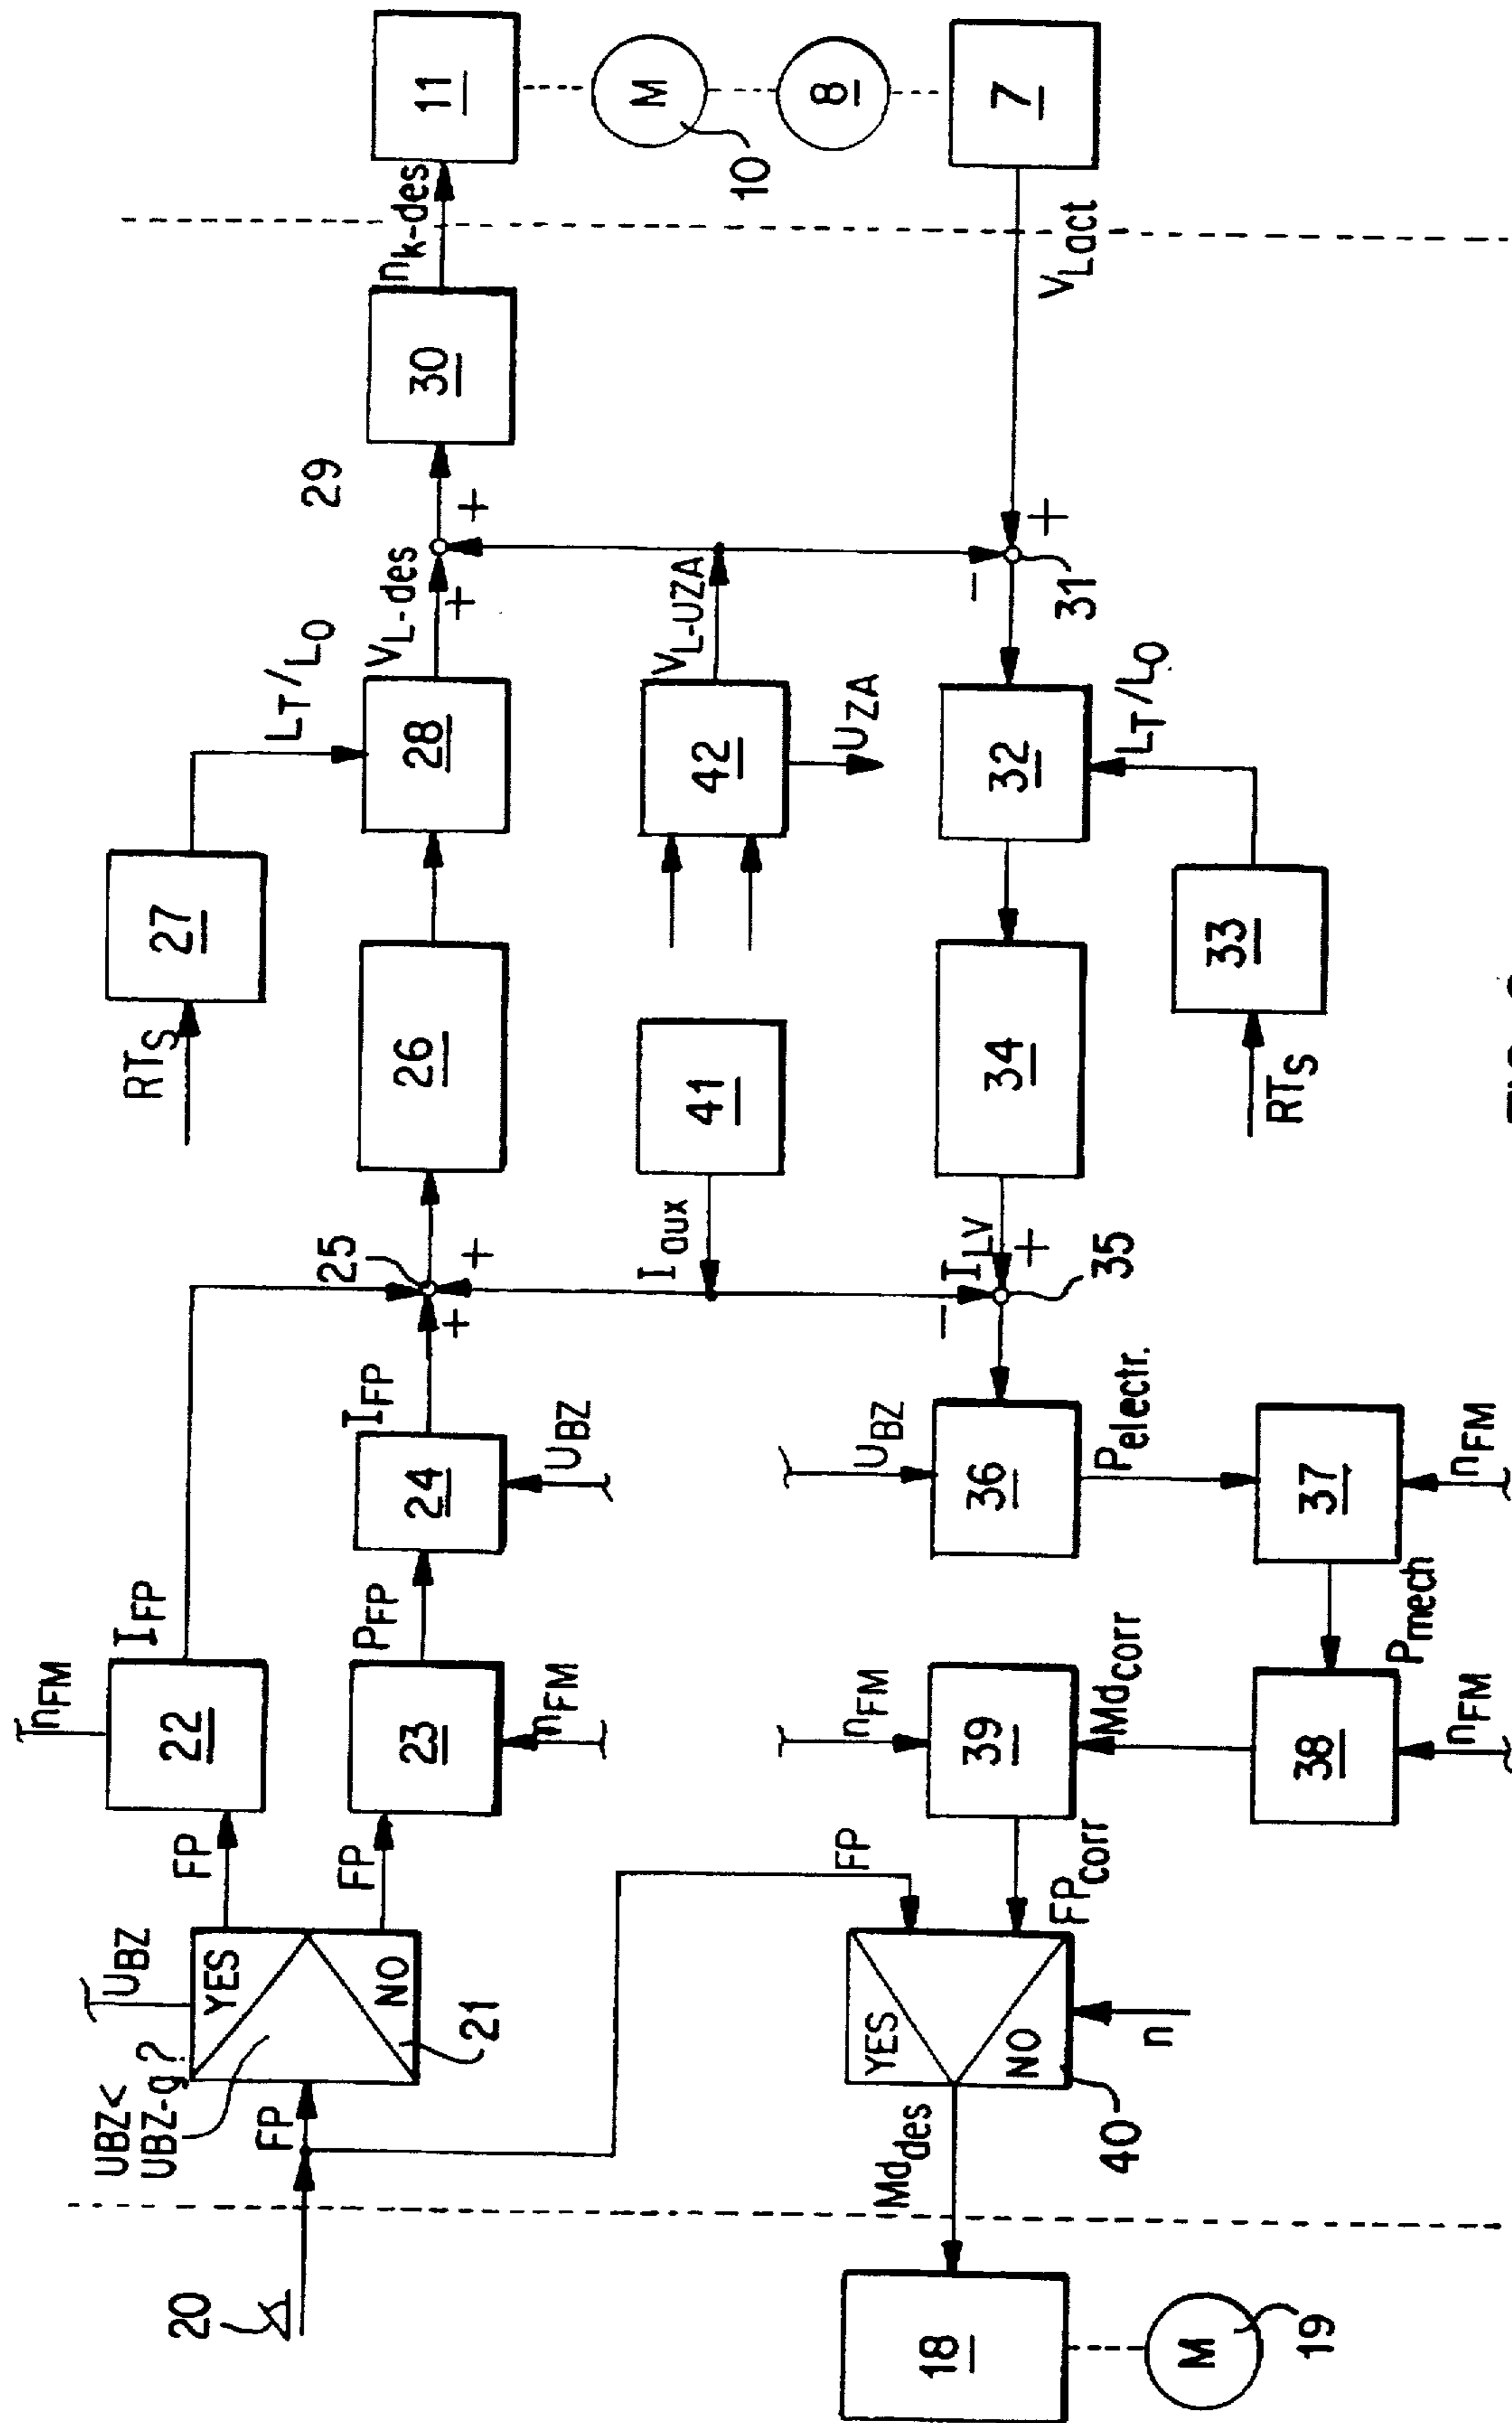 20
FP
UBZ<
UBZ-g?
YES
NO
21
UBZ
FP
FP
nFM
22
IFP
23
nFM
PFP
24
UBZ
IFP
25
+
+
26
RTS
27
LT/LO
28
VL-des
+
+
29
30
nk-des
11
M
10
8
7
VLact
+
−
31
VL-UZA
42
UZA
41
Iaux
32
LT/LO
33
RTS
34
ILV
+
−
35
UBZ
36
Pelectr.
37
nFM
Pmech
38
nFM
Mdcorr
39
nFM
FPcorr
FP
YES
NO
n
40
Mddes
18
M
19